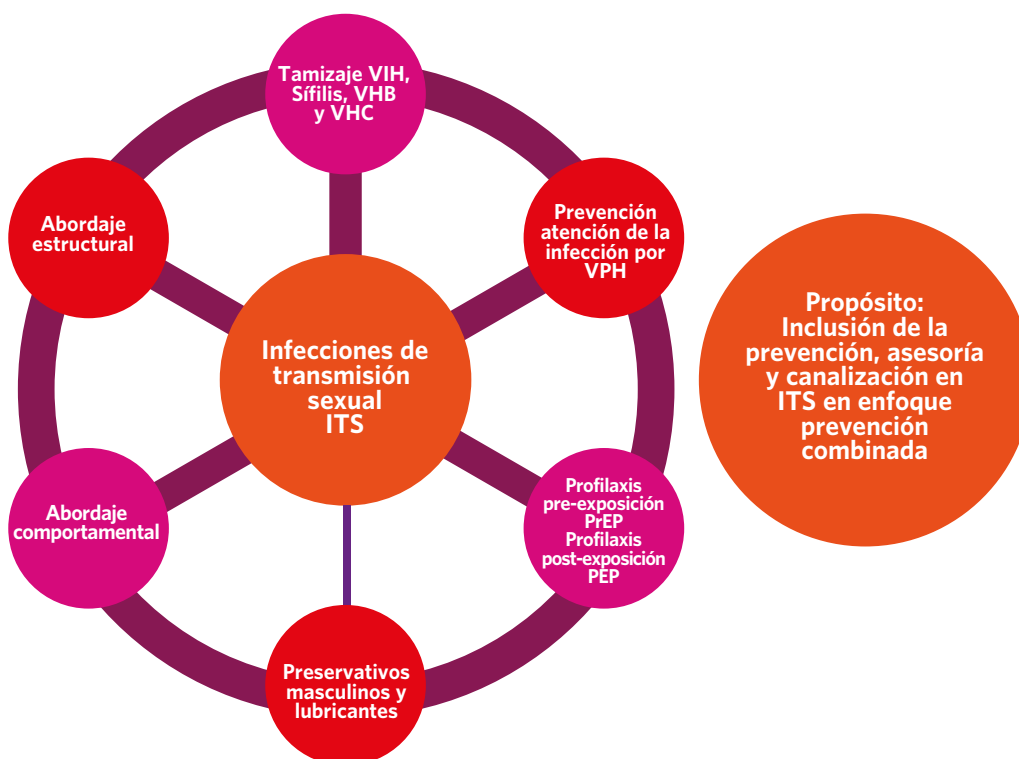 Tamizaje VIH,
Sífilis, VHB
y VHC
Abordaje
estructural
Prevención
atención de la
infección por
VPH
Infecciones de
transmisión
sexual
ITS
Propósito:
Inclusión de la
prevención, asesoría
y canalización en
ITS en enfoque
prevención
combinada
Abordaje
comportamental
Profilaxis
pre-exposición
PrEP
Profilaxis
post-exposición
PEP
Preservativos
masculinos y
lubricantes